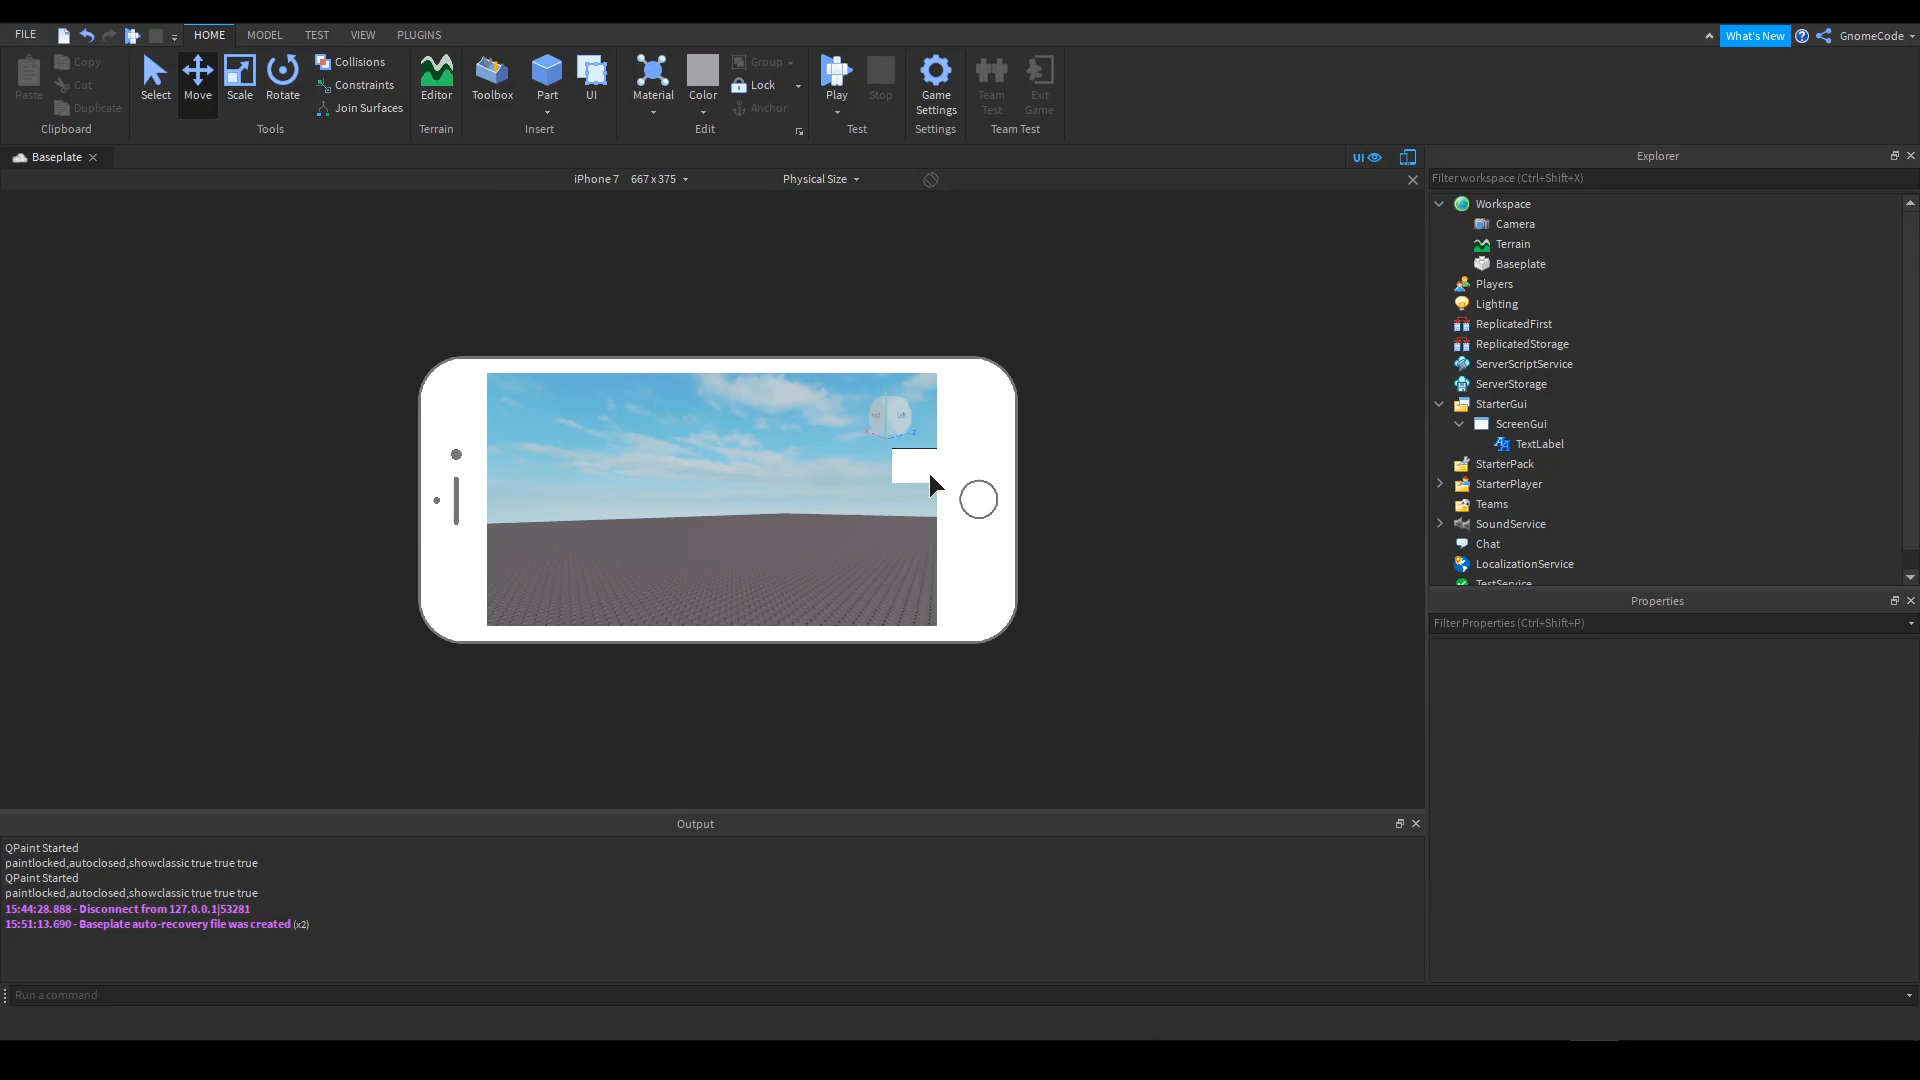 FILE HOME MODEL TEST VIEW PLUGINS What's New GnomeCode
Paste Copy Cut Duplicate Select Move Scale Rotate Collisions Constraints Join Surfaces Editor Toolbox Part UI Material Color Group Lock Anchor Play Stop Game Settings Team Test Exit Game
Clipboard Tools Terrain Insert Edit Test Settings Team Test
Baseplate UI
iPhone 7 667 x 375 Physical Size
Explorer
Filter workspace (Ctrl+Shift+X)
Workspace
Camera
Terrain
Baseplate
Players
Lighting
ReplicatedFirst
ReplicatedStorage
ServerScriptService
ServerStorage
StarterGui
ScreenGui
TextLabel
StarterPack
StarterPlayer
Teams
SoundService
Chat
LocalizationService
TestService
Properties
Filter Properties (Ctrl+Shift+P)
Left
X Z
Output
QPaint Started
paintlocked,autoclosed,showclassic true true true
QPaint Started
paintlocked,autoclosed,showclassic true true true
15:44:28.888 - Disconnect from 127.0.0.1|53281
15:51:13.690 - Baseplate auto-recovery file was created (x2)
Run a command